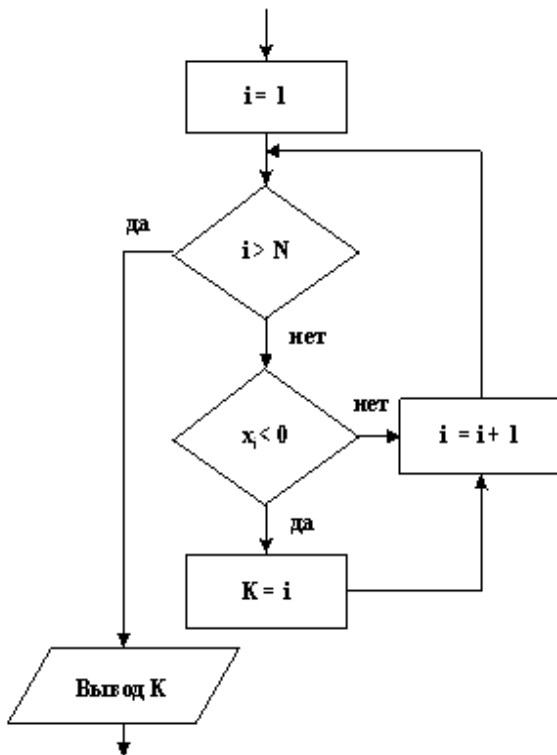 i = 1
да
i > N
нет
нет
xᵢ < 0
i = i + 1
да
K = i
Вывод K